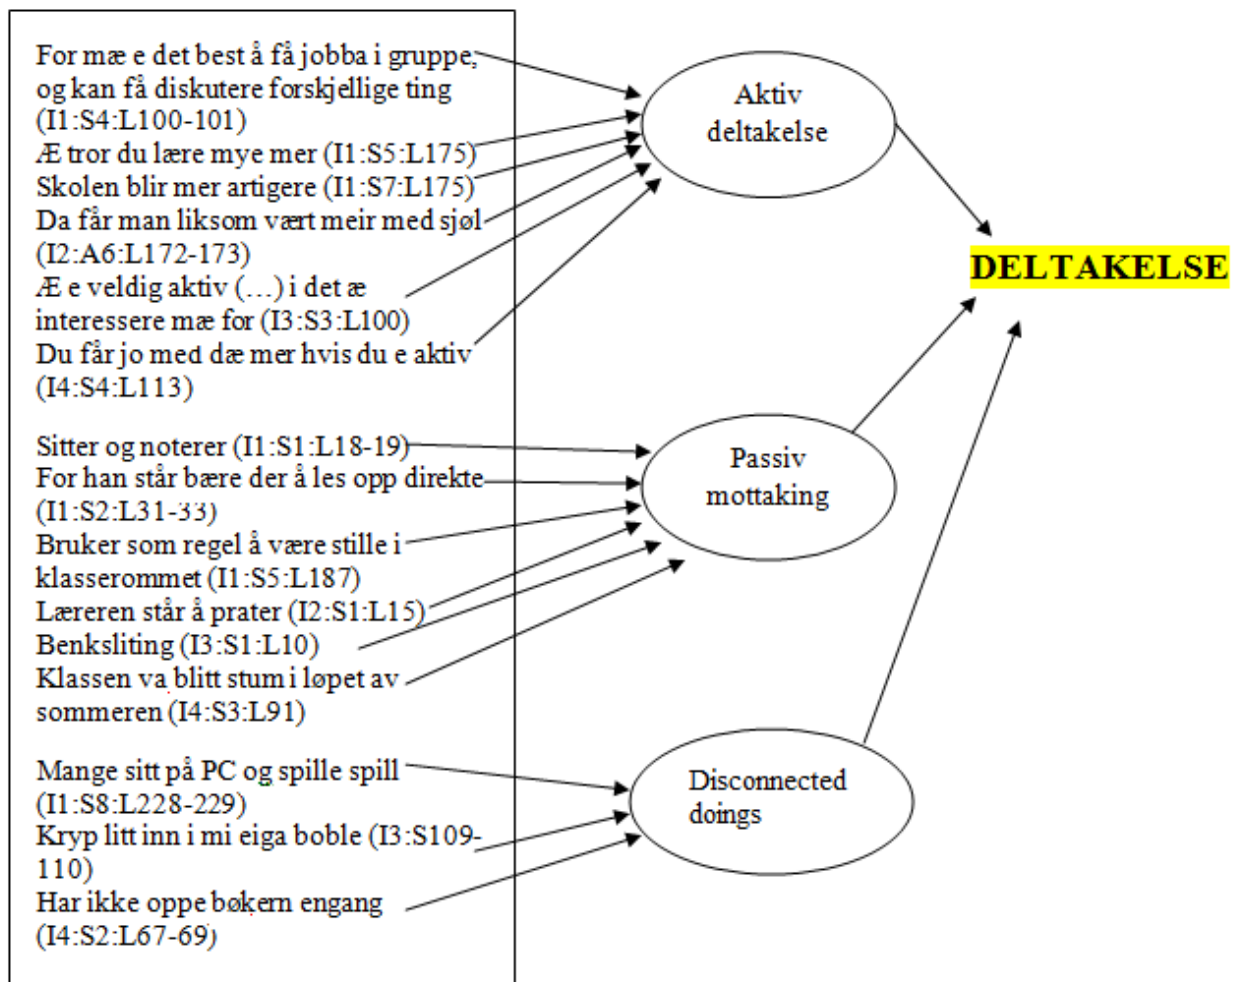 For mæ e det best å få jobba i gruppe,
og kan få diskutere forskjellige ting
(I1:S4:L100-101)
Æ tror du lære mye mer (I1:S5:L175)
Skolen blir mer artigere (I1:S7:L175)
Da får man liksom vært meir med sjøl
(I2:A6:L172-173)
Æ e veldig aktiv (…) i det æ
interessere mæ for (I3:S3:L100)
Du får jo med dæ mer hvis du e aktiv
(I4:S4:L113)
Sitter og noterer (I1:S1:L18-19)
For han står bære der å les opp direkte
(I1:S2:L31-33)
Bruker som regel å være stille i
klasserommet (I1:S5:L187)
Læreren står å prater (I2:S1:L15)
Benksliting (I3:S1:L10)
Klassen va blitt stum i løpet av
sommeren (I4:S3:L91)
Mange sitt på PC og spille spill
(I1:S8:L228-229)
Kryp litt inn i mi eiga boble (I3:S109-
110)
Har ikke oppe bøkern engang
(I4:S2:L67-69)
Aktiv
deltakelse
Passiv
mottaking
Disconnected
doings
DELTAKELSE